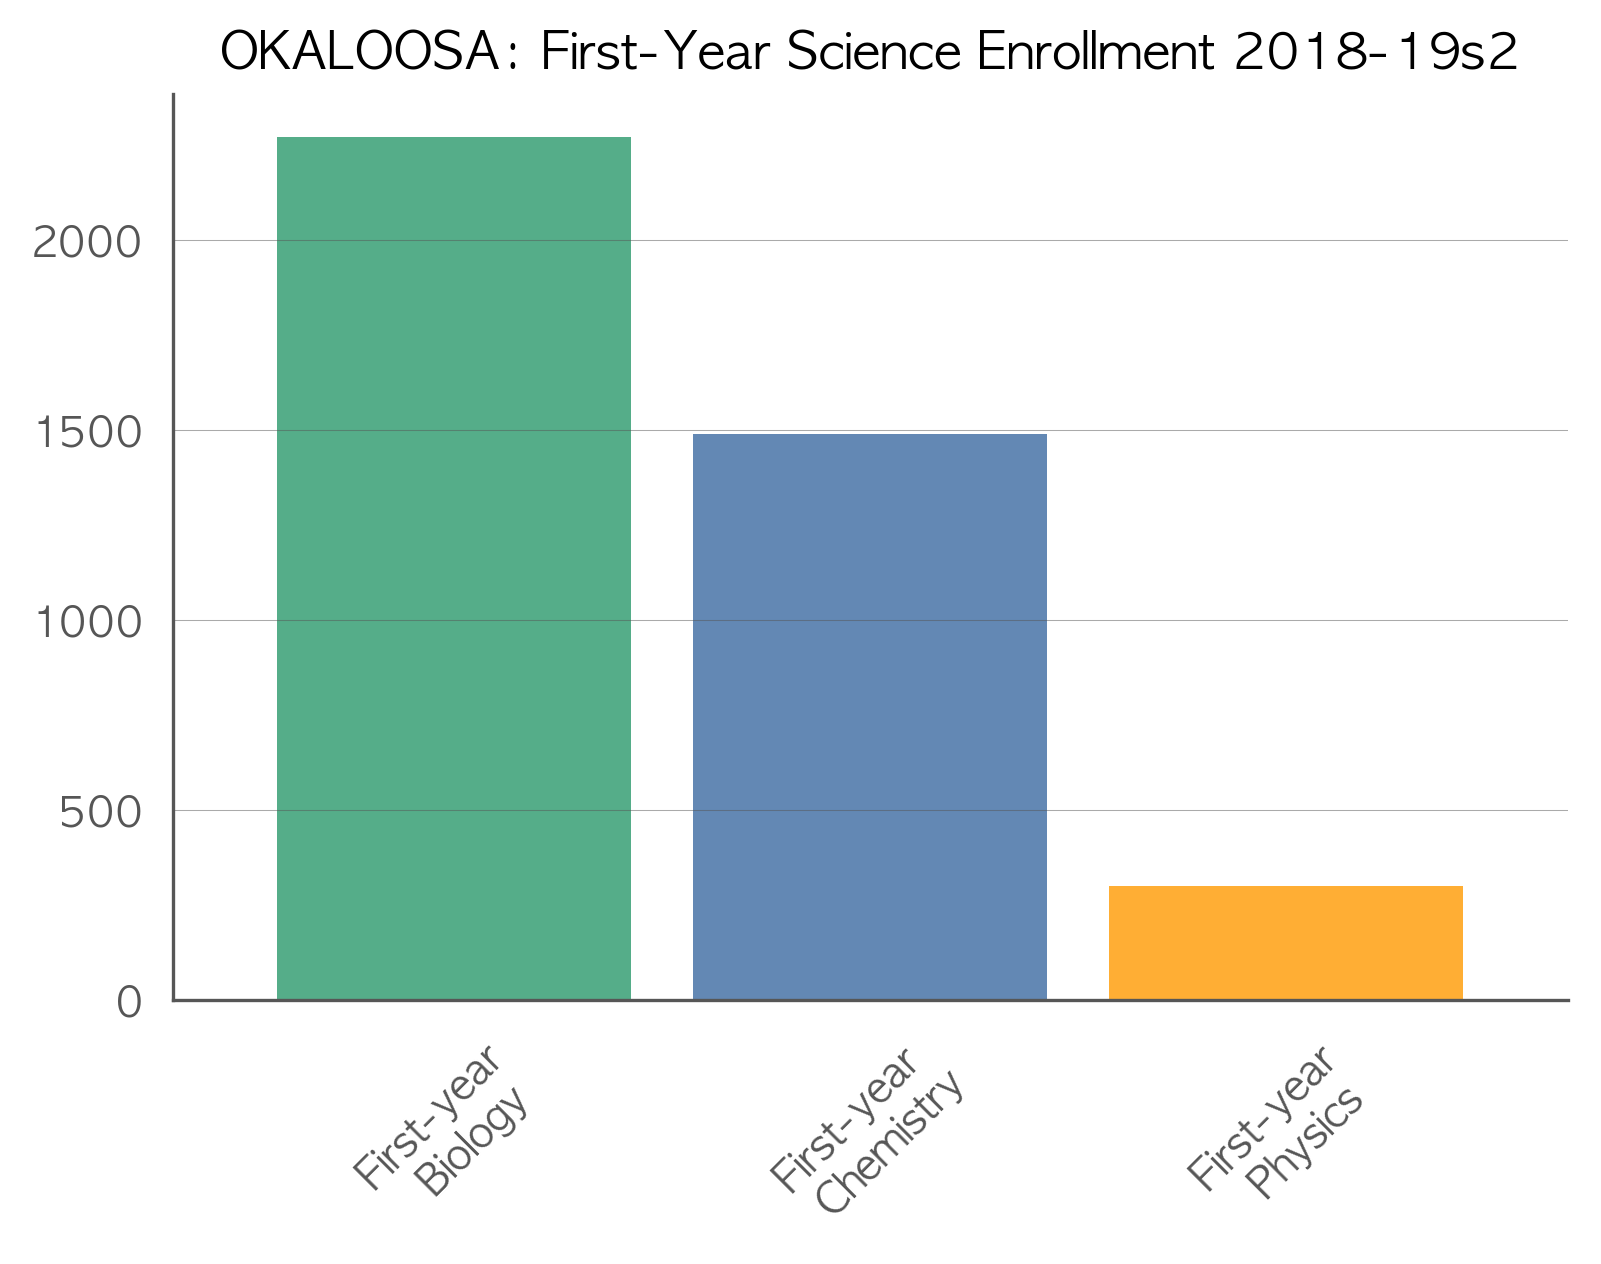 OKALOOSA: First-Year Science Enrollment 2018-19s2
2000
1500
1000
500
0
First-year
Biology
First-year
Chemistry
First-year
Physics